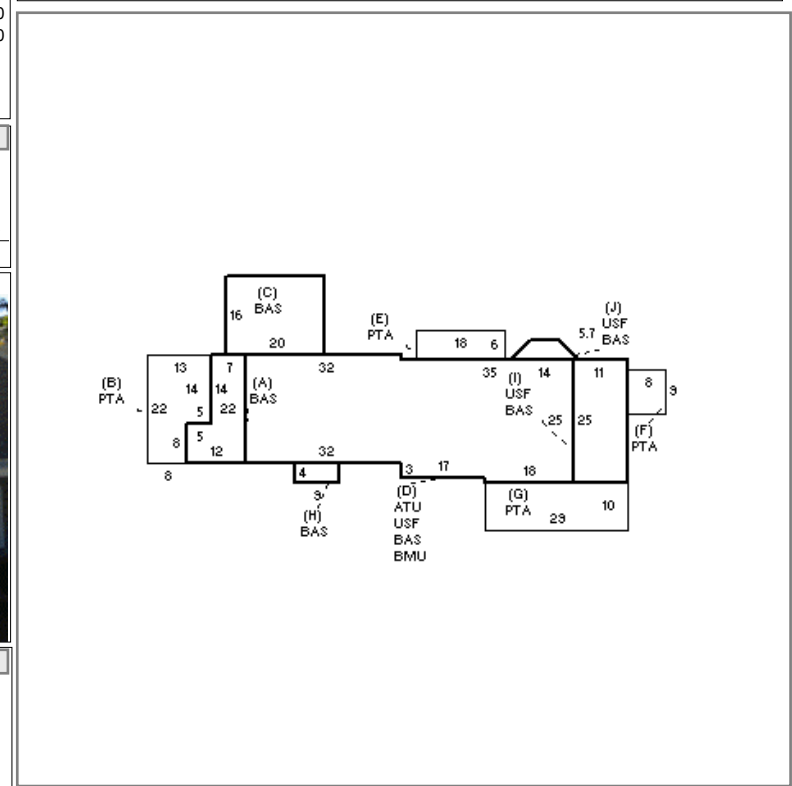 (C)
BAS
16
20
(E)
PTA
18 6
5.7
(J)
USF
BAS
(B)
PTA
13
14
22
5
8
8
7
14
22
5
12
(A)
BAS
32
32
35
(I)
USF
BAS
14
25
11
25
8
9
(F)
PTA
4
9
(H)
BAS
3
17
(D)
ATU
USF
BAS
BMU
18
(G)
PTA
10
29